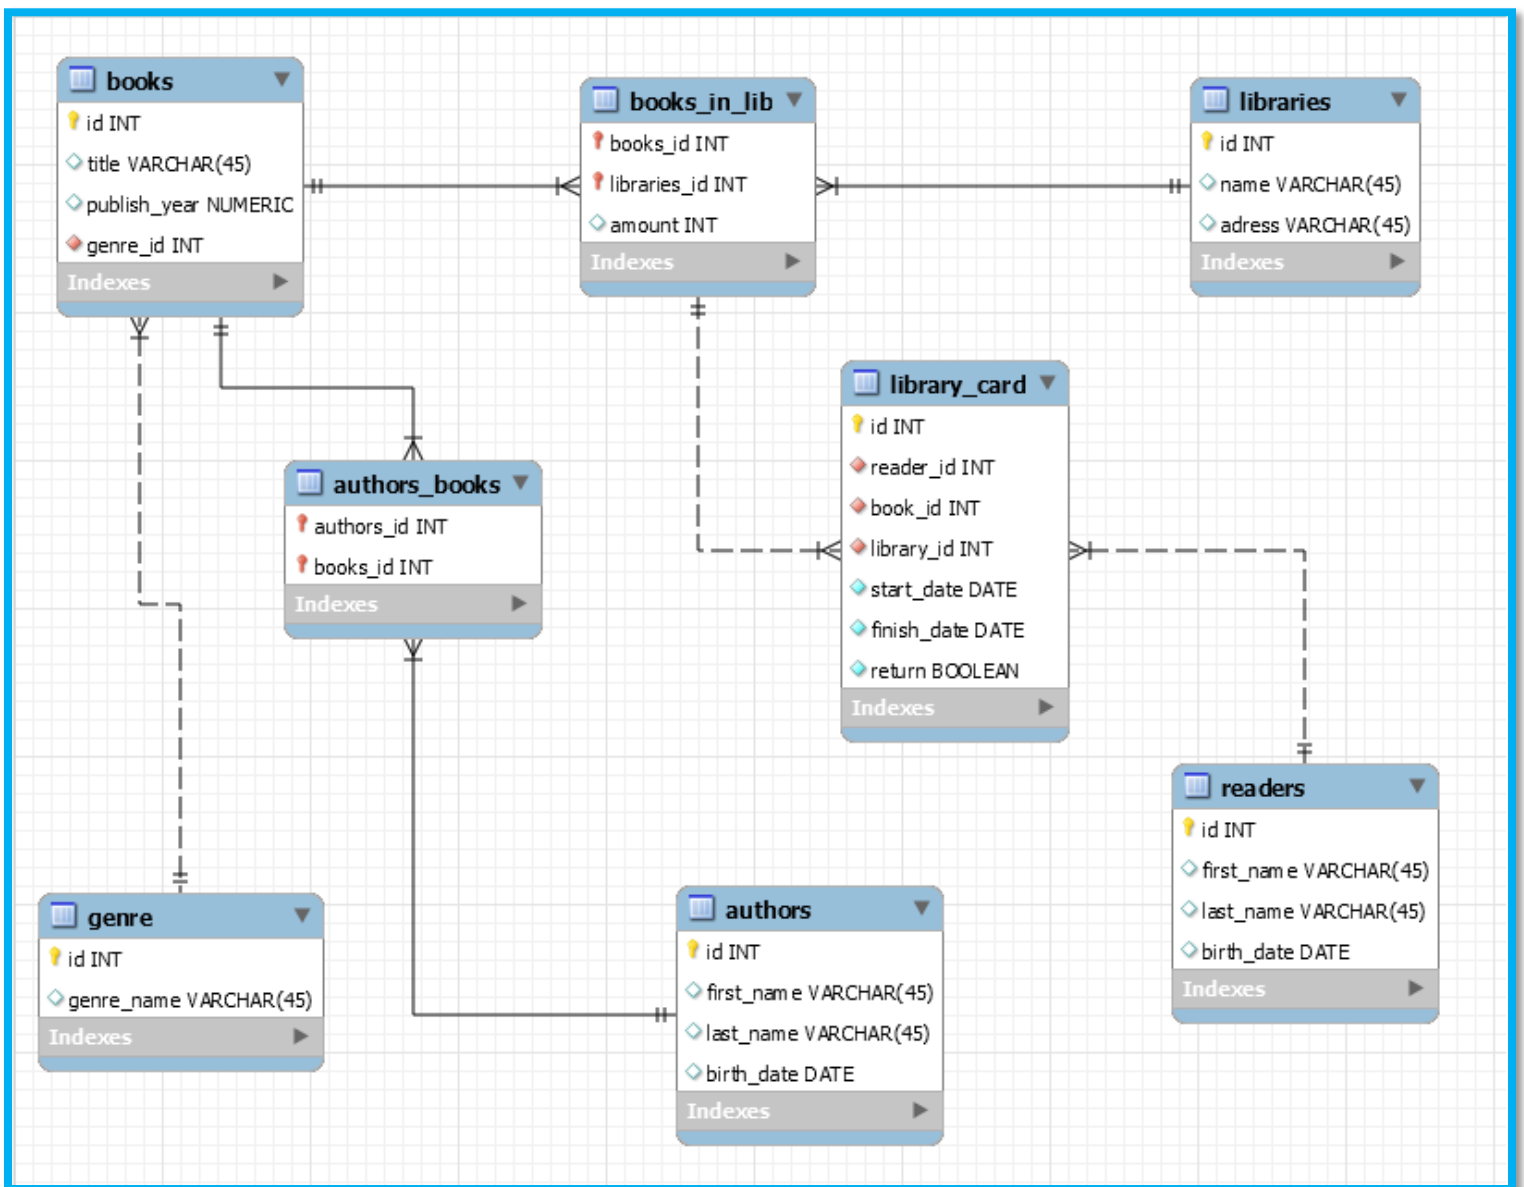 books
id INT
title VARCHAR(45)
publish_year NUMERIC
genre_id INT
Indexes
books_in_lib
books_id INT
libraries_id INT
amount INT
Indexes
libraries
id INT
name VARCHAR(45)
adress VARCHAR(45)
Indexes
library_card
id INT
reader_id INT
book_id INT
library_id INT
start_date DATE
finish_date DATE
return BOOLEAN
Indexes
authors_books
authors_id INT
books_id INT
Indexes
readers
id INT
first_name VARCHAR(45)
last_name VARCHAR(45)
birth_date DATE
Indexes
genre
id INT
genre_name VARCHAR(45)
Indexes
authors
id INT
first_name VARCHAR(45)
last_name VARCHAR(45)
birth_date DATE
Indexes